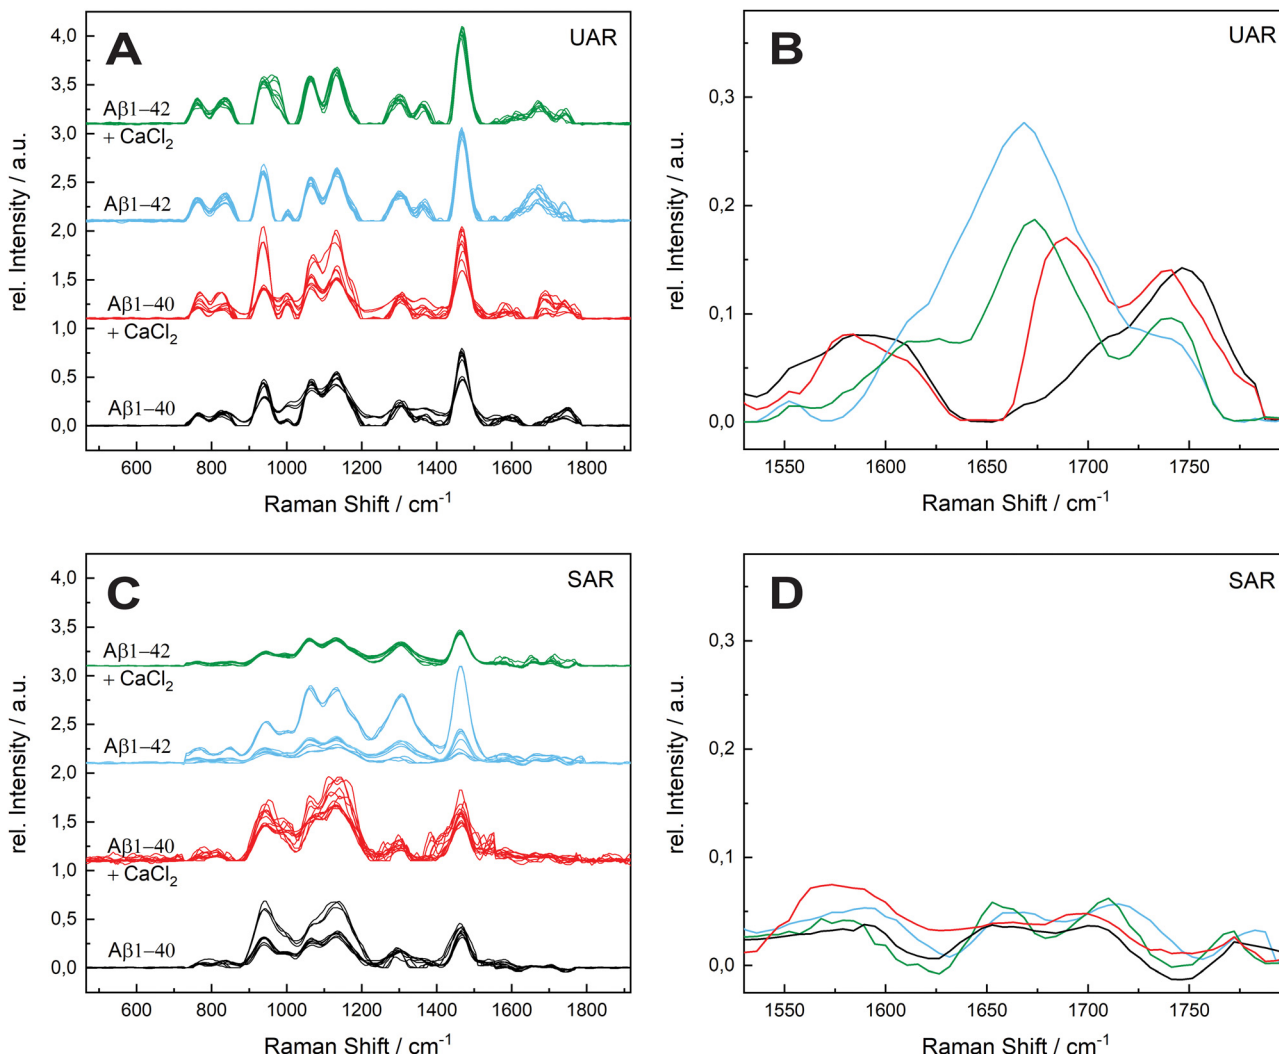 A
UAR
4,0
3,5
3,0
2,5
2,0
1,5
1,0
0,5
0,0
rel. Intensity / a.u.
Aβ1–42
+ CaCl₂
Aβ1–42
Aβ1–40
+ CaCl₂
Aβ1–40
600 800 1000 1200 1400 1600 1800
Raman Shift / cm⁻¹
B
UAR
0,3
0,2
0,1
0,0
rel. Intensity / a.u.
1550 1600 1650 1700 1750
Raman Shift / cm⁻¹
C
SAR
4,0
3,5
3,0
2,5
2,0
1,5
1,0
0,5
0,0
rel. Intensity / a.u.
Aβ1–42
+ CaCl₂
Aβ1–42
Aβ1–40
+ CaCl₂
Aβ1–40
600 800 1000 1200 1400 1600 1800
Raman Shift / cm⁻¹
D
SAR
0,3
0,2
0,1
0,0
rel. Intensity / a.u.
1550 1600 1650 1700 1750
Raman Shift / cm⁻¹